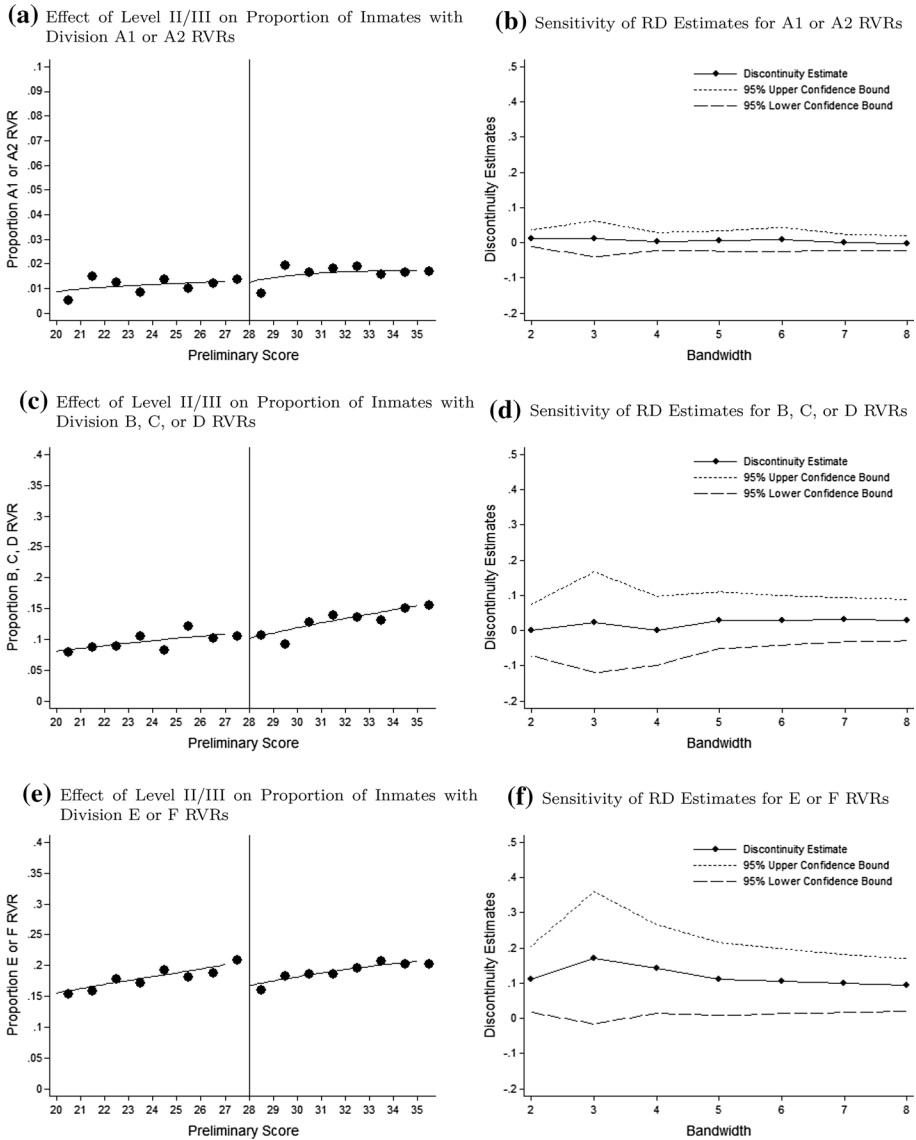 (a) Effect of Level II/III on Proportion of Inmates with
Division A1 or A2 RVRs
Proportion A1 or A2 RVR
.1
.09
.08
.07
.06
.05
.04
.03
.02
.01
0
20 21 22 23 24 25 26 27 28 29 30 31 32 33 34 35
Preliminary Score
(b) Sensitivity of RD Estimates for A1 or A2 RVRs
Discontinuity Estimates
Discontinuity Estimate
95% Upper Confidence Bound
95% Lower Confidence Bound
.5
.4
.3
.2
.1
0
-.1
-.2
2 3 4 5 6 7 8
Bandwidth
(c) Effect of Level II/III on Proportion of Inmates with
Division B, C, or D RVRs
Proportion B, C, D RVR
.4
.35
.3
.25
.2
.15
.1
.05
0
20 21 22 23 24 25 26 27 28 29 30 31 32 33 34 35
Preliminary Score
(d) Sensitivity of RD Estimates for B, C, or D RVRs
Discontinuity Estimates
Discontinuity Estimate
95% Upper Confidence Bound
95% Lower Confidence Bound
.5
.4
.3
.2
.1
0
-.1
-.2
2 3 4 5 6 7 8
Bandwidth
(e) Effect of Level II/III on Proportion of Inmates with
Division E or F RVRs
Proportion E or F RVR
.4
.35
.3
.25
.2
.15
.1
.05
0
20 21 22 23 24 25 26 27 28 29 30 31 32 33 34 35
Preliminary Score
(f) Sensitivity of RD Estimates for E or F RVRs
Discontinuity Estimates
Discontinuity Estimate
95% Upper Confidence Bound
95% Lower Confidence Bound
.5
.4
.3
.2
.1
0
-.1
-.2
2 3 4 5 6 7 8
Bandwidth